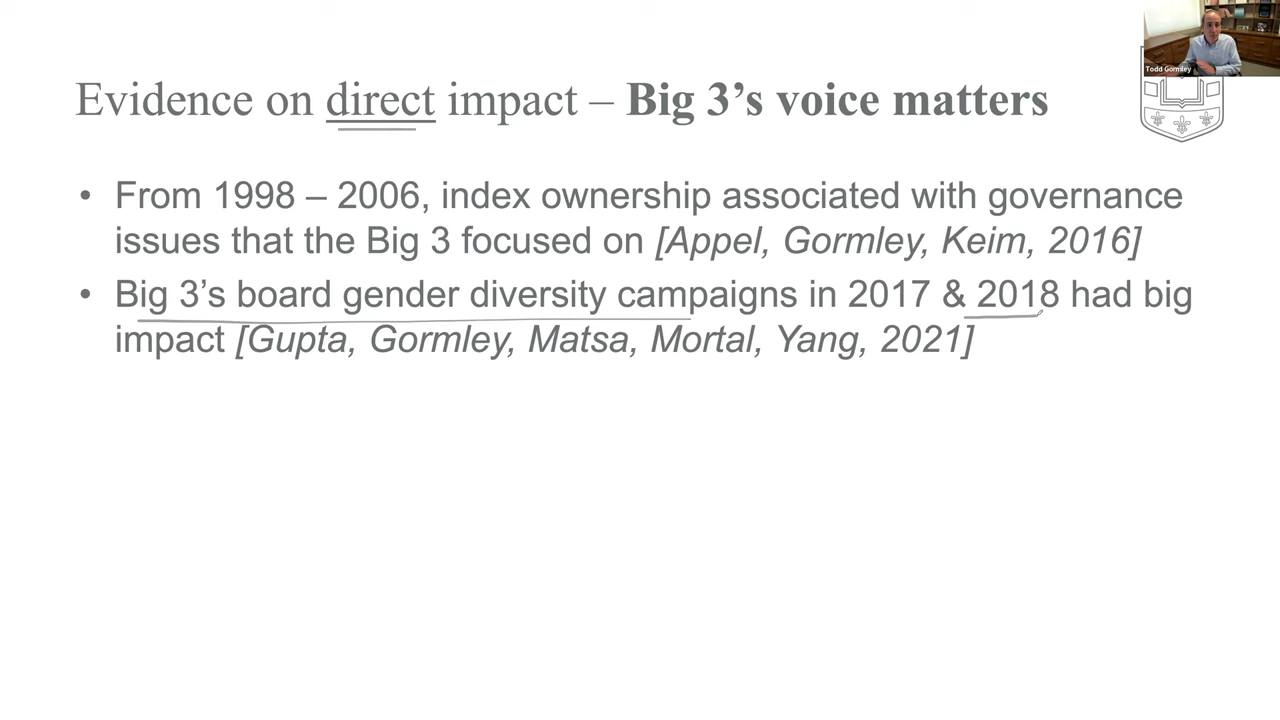 Todd Gormley
Evidence on direct impact – Big 3’s voice matters
• From 1998 – 2006, index ownership associated with governance
issues that the Big 3 focused on [Appel, Gormley, Keim, 2016]
• Big 3’s board gender diversity campaigns in 2017 & 2018 had big
impact [Gupta, Gormley, Matsa, Mortal, Yang, 2021]